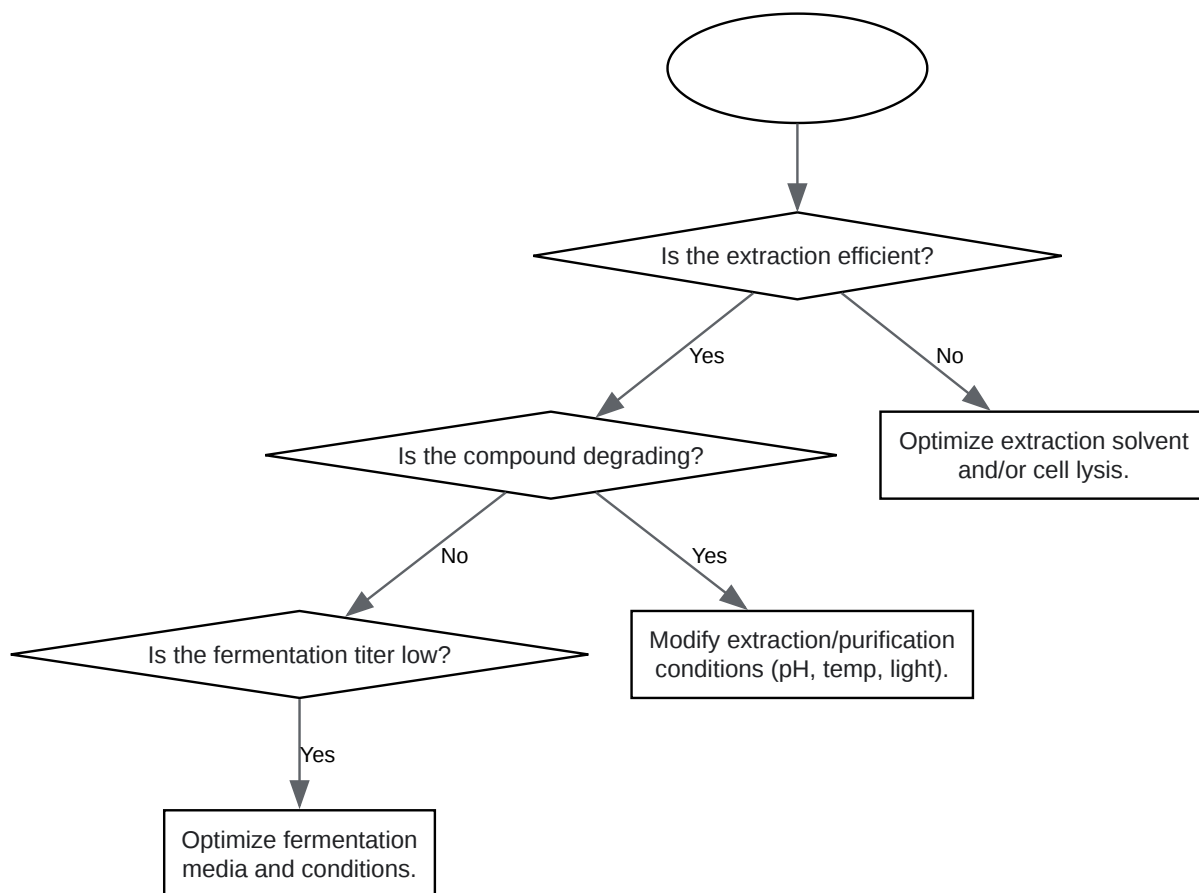 Is the extraction efficient?
Yes
No
Is the compound degrading?
Optimize extraction solvent
and/or cell lysis.
No
Yes
Is the fermentation titer low?
Modify extraction/purification
conditions (pH, temp, light).
Yes
Optimize fermentation
media and conditions.